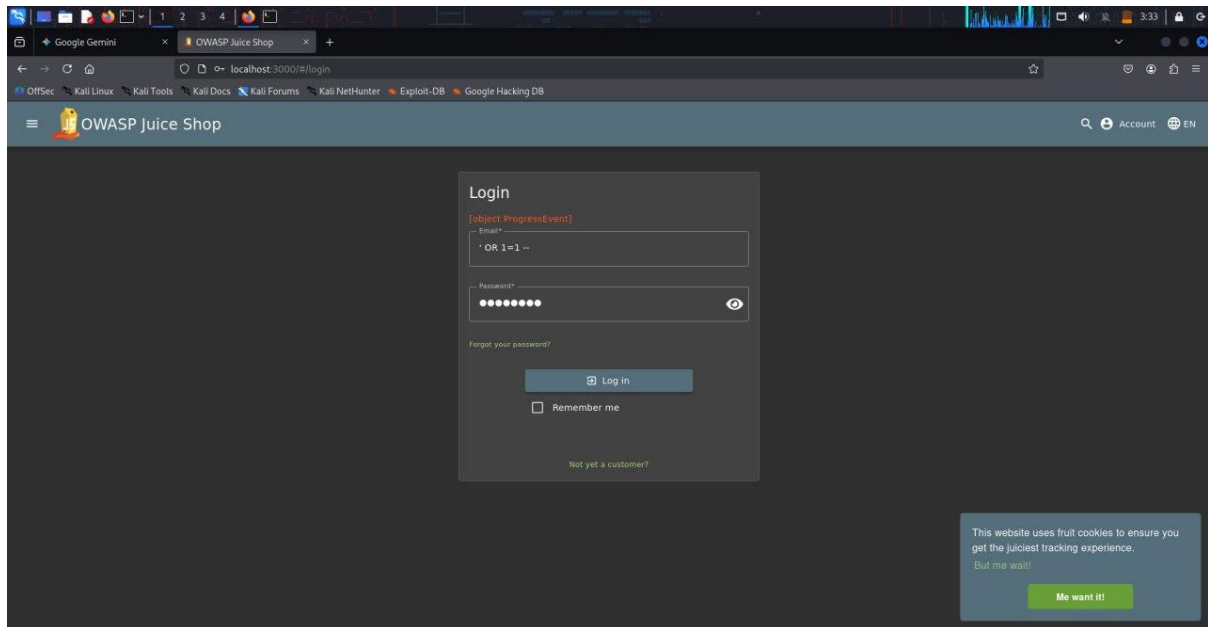 1 2 3 4
3:33
Google Gemini
OWASP Juice Shop
localhost:3000/#/login
OffSec Kali Linux Kali Tools Kali Docs Kali Forums Kali NetHunter Exploit-DB Google Hacking DB
OWASP Juice Shop
Account EN
Login
[object ProgressEvent]
Email*
' OR 1=1 --
Password*
Forgot your password?
Log in
Remember me
Not yet a customer?
This website uses fruit cookies to ensure you
get the juiciest tracking experience.
But me wait!
Me want it!